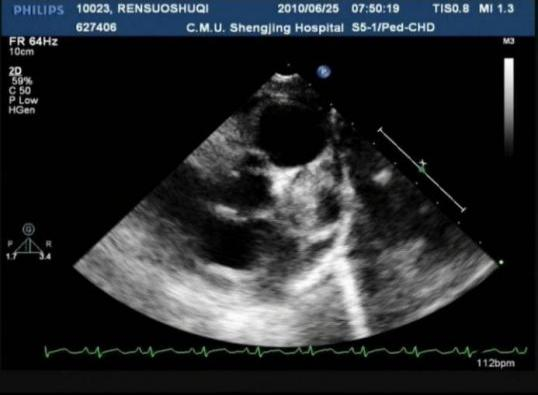 PHILIPS 10023, RENSUOSHUQI 2010/06/25 07:50:19 TIS0.8 MI 1.3
627406 C.M.U. Shengjing Hospital S5-1/Ped-CHD
FR 64Hz
10cm
M3
2D
59%
C 50
P Low
HGen
P
G
P R
1.7 3.4
112bpm